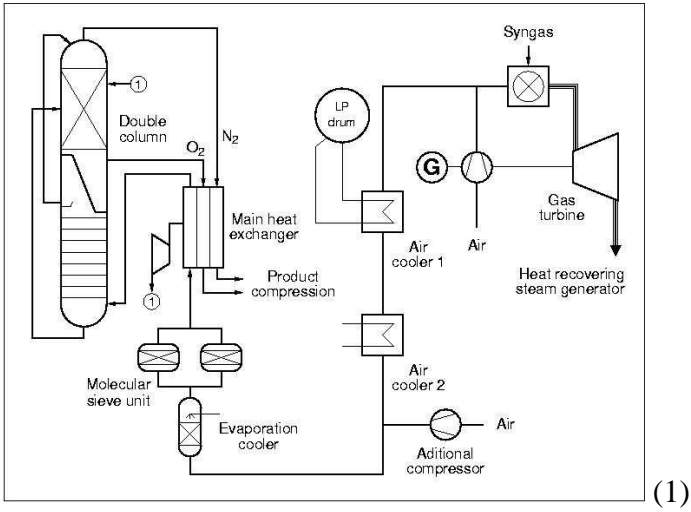 Syngas
LP
drum
1
Double
column
O2
N2
G
Gas
turbine
Main heat
exchanger
Air
cooler 1
Air
Product
compression
Heat recovering
steam generator
1
Molecular
sieve unit
Air
cooler 2
Evaporation
cooler
Air
Aditional
compressor
(1)